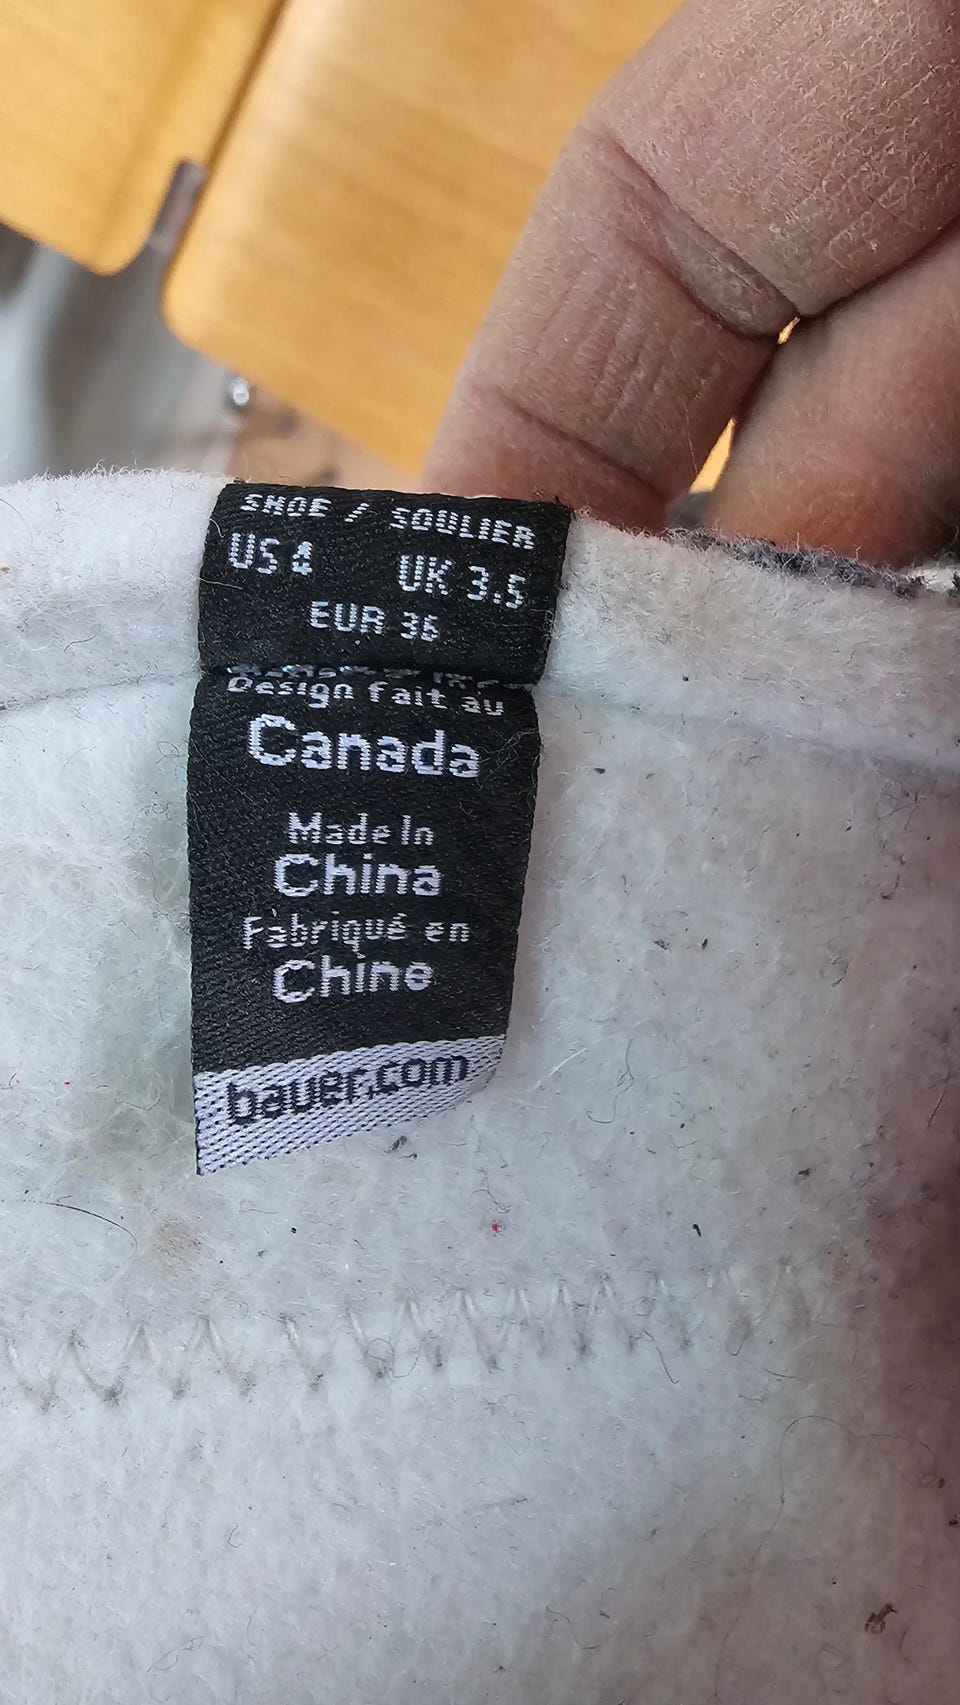 SHOE / SOULIER
US 4 UK 3.5
EUR 36
Design fait au
Canada
Made In
China
Fabriqué en
Chine
bauer.com